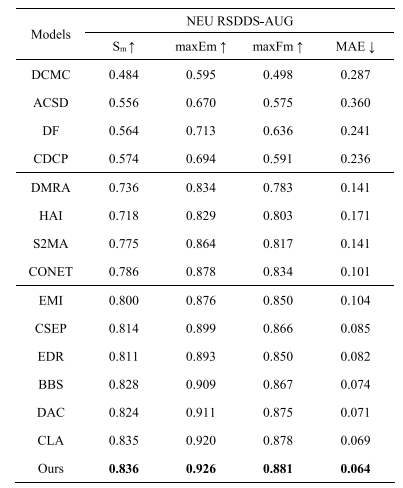 NEU RSDDS-AUG
Models
Sm ↑ maxEm ↑ maxFm ↑ MAE ↓
DCMC 0.484 0.595 0.498 0.287
ACSD 0.556 0.670 0.575 0.360
DF 0.564 0.713 0.636 0.241
CDCP 0.574 0.694 0.591 0.236
DMRA 0.736 0.834 0.783 0.141
HAI 0.718 0.829 0.803 0.171
S2MA 0.775 0.864 0.817 0.141
CONET 0.786 0.878 0.834 0.101
EMI 0.800 0.876 0.850 0.104
CSEP 0.814 0.899 0.866 0.085
EDR 0.811 0.893 0.850 0.082
BBS 0.828 0.909 0.867 0.074
DAC 0.824 0.911 0.875 0.071
CLA 0.835 0.920 0.878 0.069
Ours 0.836 0.926 0.881 0.064